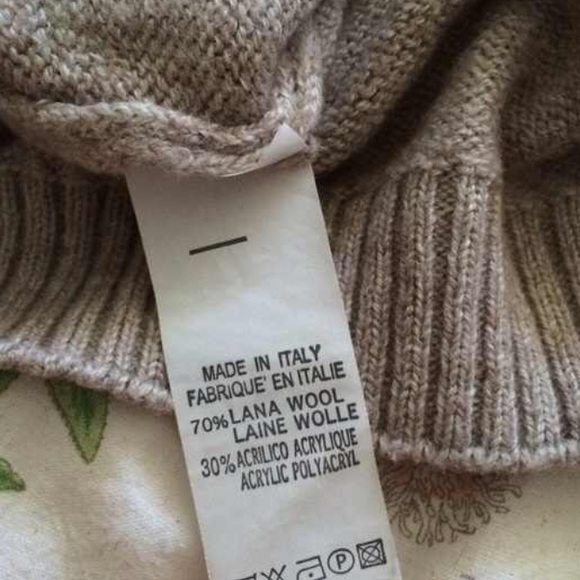 MADE IN ITALY
FABRIQUE' EN ITALIE
70% LANA WOOL
LAINE WOLLE
30% ACRILICO ACRYLIQUE
ACRYLIC POLYACRYL
P